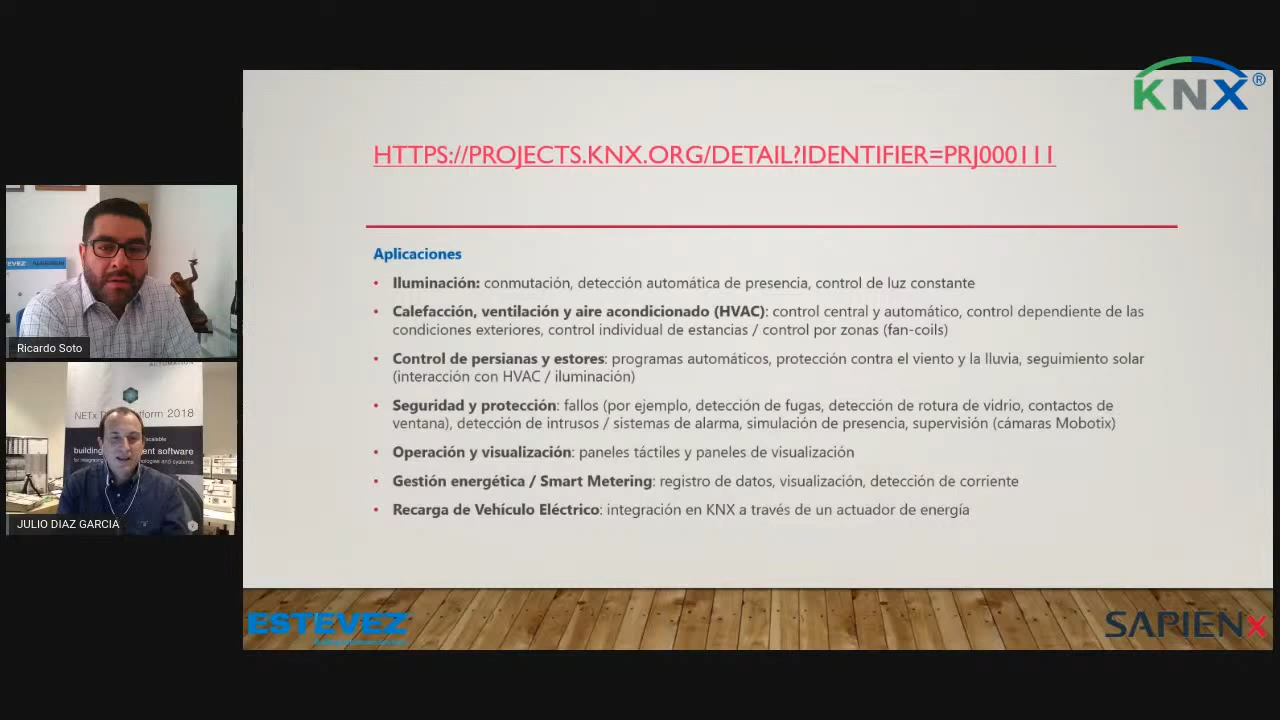 KNX®
HTTPS://PROJECTS.KNX.ORG/DETAIL?IDENTIFIER=PRJ000111
Aplicaciones
• Iluminación: conmutación, detección automática de presencia, control de luz constante
• Calefacción, ventilación y aire acondicionado (HVAC): control central y automático, control dependiente de las
condiciones exteriores, control individual de estancias / control por zonas (fan-coils)
• Control de persianas y estores: programas automáticos, protección contra el viento y la lluvia, seguimiento solar
(interacción con HVAC / iluminación)
• Seguridad y protección: fallos (por ejemplo, detección de fugas, detección de rotura de vidrio, contactos de
ventana), detección de intrusos / sistemas de alarma, simulación de presencia, supervisión (cámaras Mobotix)
• Operación y visualización: paneles táctiles y paneles de visualización
• Gestión energética / Smart Metering: registro de datos, visualización, detección de corriente
• Recarga de Vehículo Eléctrico: integración en KNX a través de un actuador de energía
ESTEVEZ
SAPIENX
Ricardo Soto
NETx
2018
software
JULIO DIAZ GARCIA